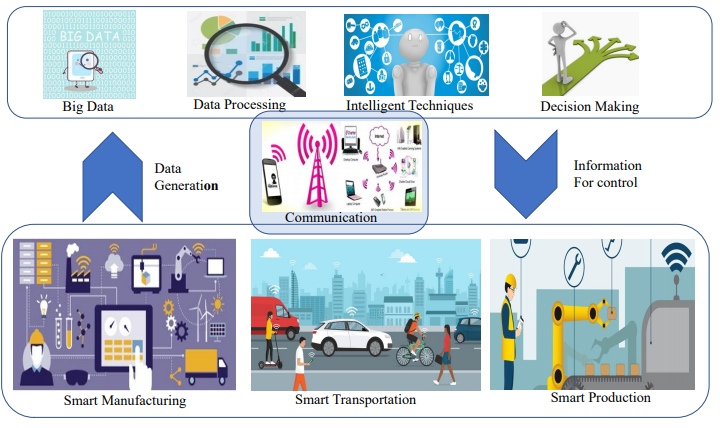 BIG DATA
Big Data
Data Processing
Intelligent Techniques
Decision Making
Data
Generation
Internet
Communication
Information
For control
Smart Manufacturing
Smart Transportation
Smart Production